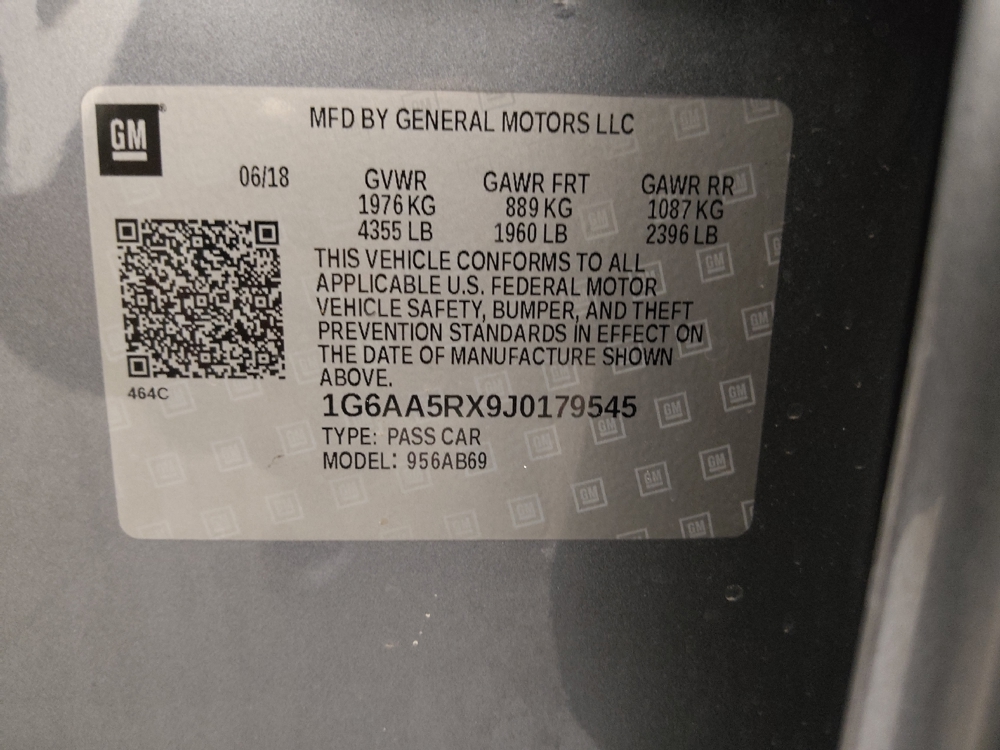 GM
MFD BY GENERAL MOTORS LLC
06/18 GVWR GAWR FRT GAWR RR
1976 KG 889 KG 1087 KG
4355 LB 1960 LB 2396 LB
THIS VEHICLE CONFORMS TO ALL
APPLICABLE U.S. FEDERAL MOTOR
VEHICLE SAFETY, BUMPER, AND THEFT
PREVENTION STANDARDS IN EFFECT ON
THE DATE OF MANUFACTURE SHOWN
ABOVE.
464C
1G6AA5RX9J0179545
TYPE: PASS CAR
MODEL: 956AB69